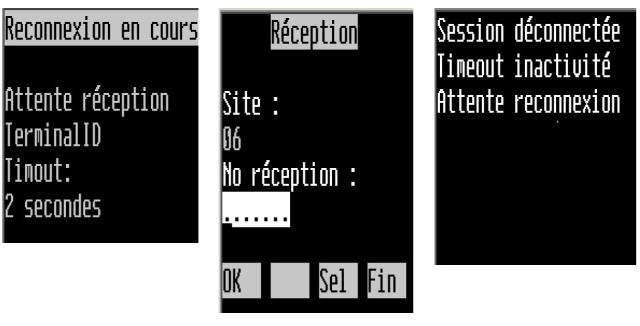 Reconnexion en cours
Attente réception
TerminalID
Timout:
2 secondes
Réception
Site :
06
No réception :
.......
OK Sel Fin
Session déconnectée
Timeout inactivité
Attente reconnexion